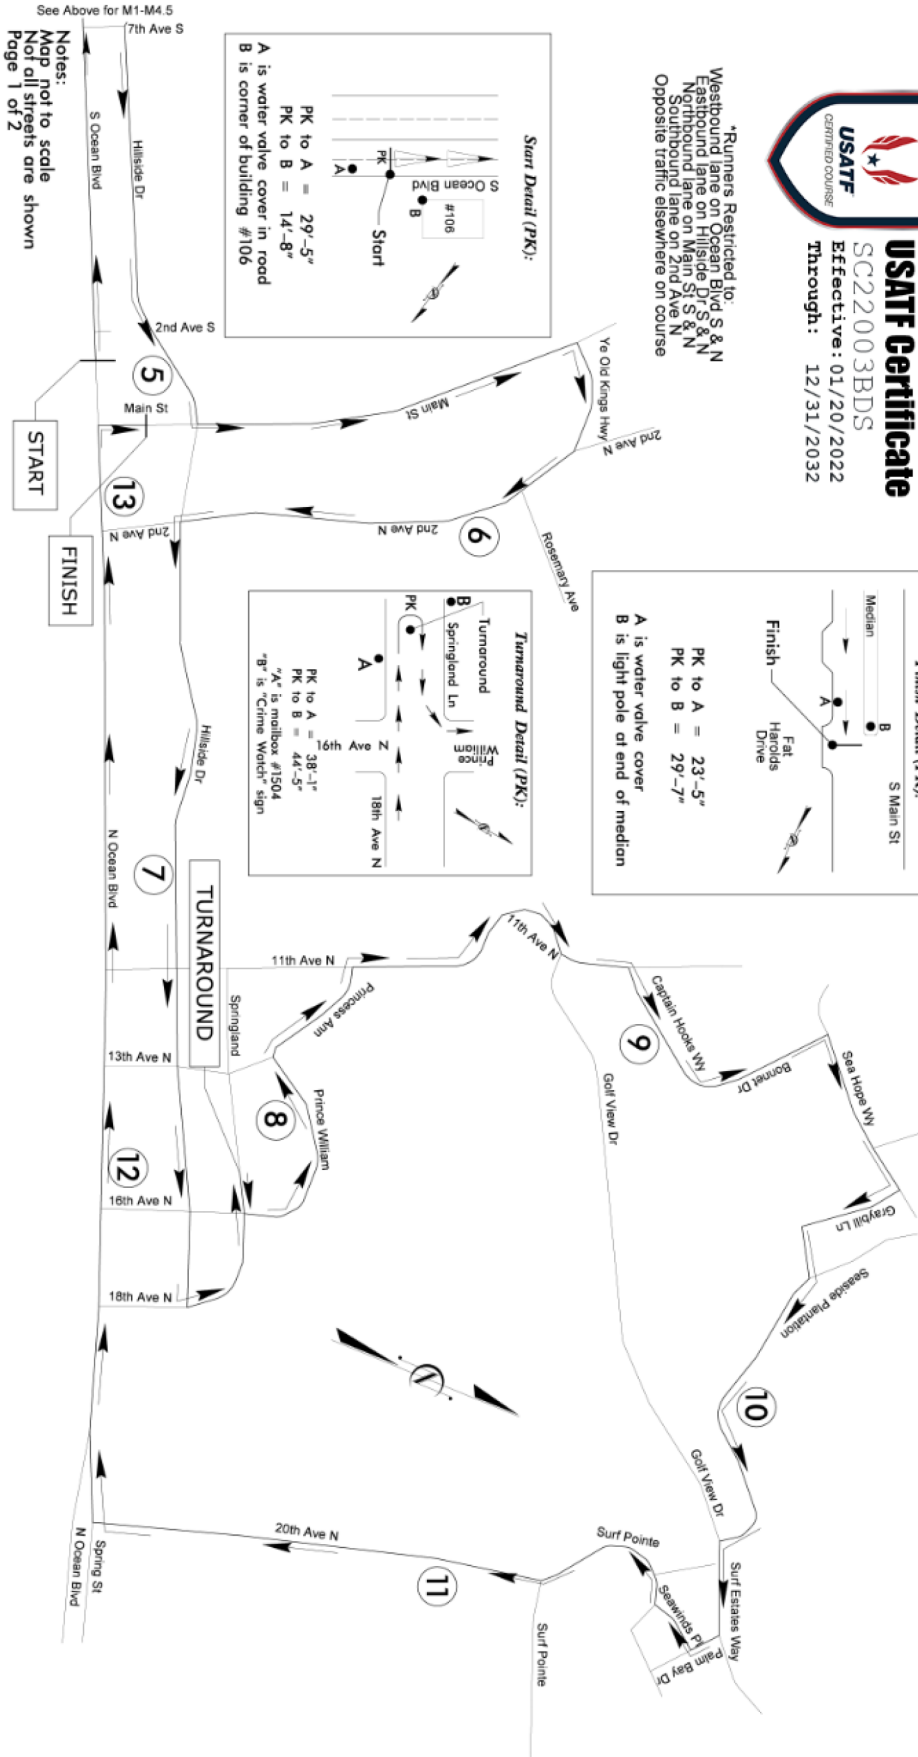 USATF
CERTIFIED COURSE
USATF Certificate
SC22003BDS
Effective: 01/20/2022
Through: 12/31/2032
*Runners Restricted to:
Westbound lane on Ocean Blvd S & N
Eastbound lane on Hillside Dr S & N
Northbound lane on Main St S & N
Southbound lane on 2nd Ave N
Opposite traffic elsewhere on course
Start Detail (PK):
S Ocean Blvd
#106
B
PK
A
Start
PK to A = 29'-5"
PK to B = 14'-8"
A is water valve cover in road
B is corner of building #106
S Main St
Median
B
A
Fat
Harolds
Drive
Finish
PK to A = 23'-5"
PK to B = 29'-7"
A is water valve cover
B is light pole at end of median
Turnaround Detail (PK):
Turnaround
Springland Ln
Prince
William
B
PK
A
16th Ave N
18th Ave N
PK to A = 38'-1"
PK to B = 44'-5"
"A" is mailbox #1504
"B" is "Crime Watch" sign
See Above for M1-M4.5
7th Ave S
Hillside Dr
S Ocean Blvd
2nd Ave S
5
Main St
START
FINISH
13
Main St
Ye Old Kings Hwy
2nd Ave N
Rosemary Ave
6
2nd Ave N
2nd Ave N
Hillside Dr
7
N Ocean Blvd
TURNAROUND
11th Ave N
Springland
Princess Ann
13th Ave N
8
Prince William
12
16th Ave N
18th Ave N
11th Ave N
Captain Hooks Wy
9
Bonnet Dr
Sea Hope Wy
Golf View Dr
Graybill Ln
Seaside Plantation
10
Golf View Dr
Surf Estates Way
Palm Bay Dr
Seawinds Pl
Surf Pointe
Surf Pointe
11
20th Ave N
Spring St
N Ocean Blvd
Notes:
Map not to scale
Not all streets are shown
Page 1 of 2